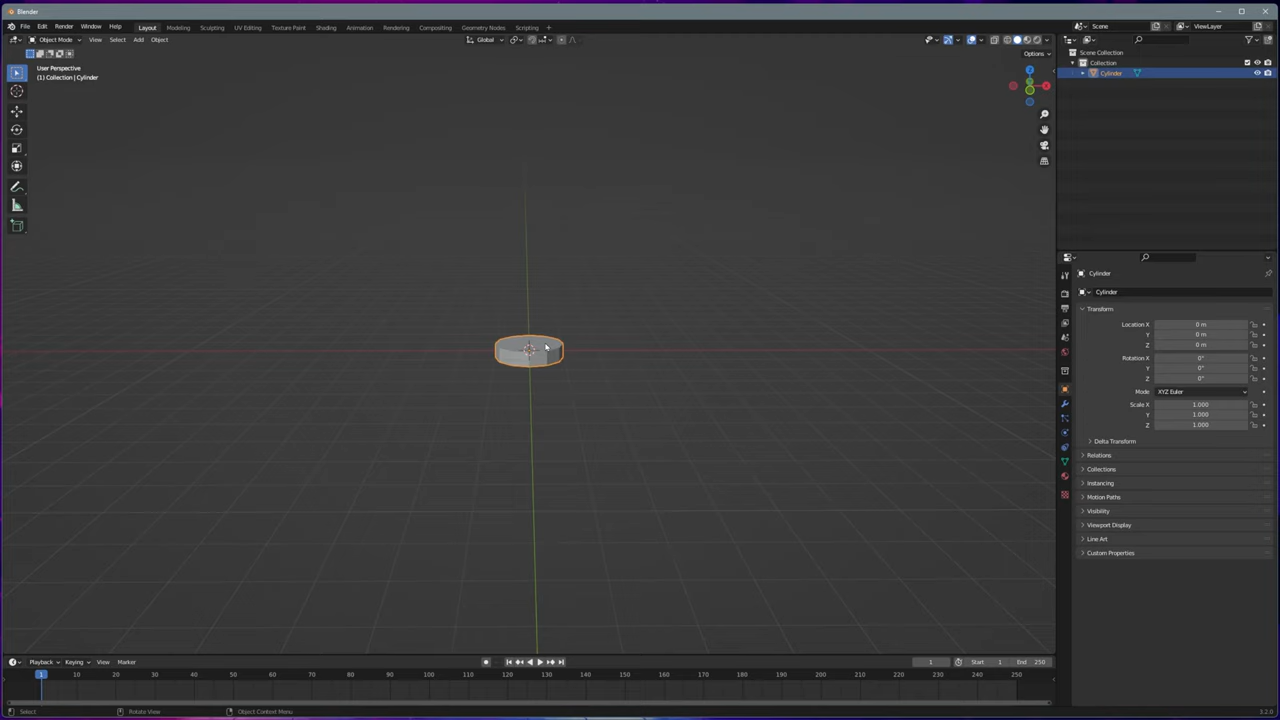 Blender
File Edit Render Window Help Layout Modeling Sculpting UV Editing Texture Paint Shading Animation Rendering Compositing Geometry Nodes Scripting + Scene ViewLayer
Object Mode View Select Add Object Global
Options
User Perspective
(1) Collection | Cylinder
Z
X
Scene Collection
Collection
Cylinder
Cylinder
Cylinder
Transform
Location X 0 m
Y 0 m
Z 0 m
Rotation X 0°
Y 0°
Z 0°
Mode XYZ Euler
Scale X 1.000
Y 1.000
Z 1.000
Delta Transform
Relations
Collections
Instancing
Motion Paths
Visibility
Viewport Display
Line Art
Custom Properties
Playback Keying View Marker 1 Start 1 End 250
1 10 20 30 40 50 60 70 80 90 100 110 120 130 140 150 160 170 180 190 200 210 220 230 240 250
Select Rotate View Object Context Menu 3.2.0